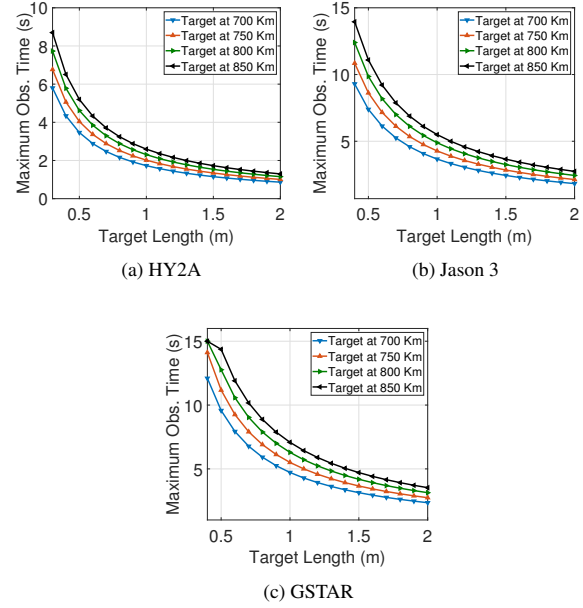 10
8
6
4
2
0
Maximum Obs. Time (s)
Target at 700 Km
Target at 750 Km
Target at 800 Km
Target at 850 Km
0.5 1 1.5 2
Target Length (m)
(a) HY2A
15
10
5
Maximum Obs. Time (s)
Target at 700 Km
Target at 750 Km
Target at 800 Km
Target at 850 Km
0.5 1 1.5 2
Target Length (m)
(b) Jason 3
15
10
5
Maximum Obs. Time (s)
Target at 700 Km
Target at 750 Km
Target at 800 Km
Target at 850 Km
0.5 1 1.5 2
Target Length (m)
(c) GSTAR